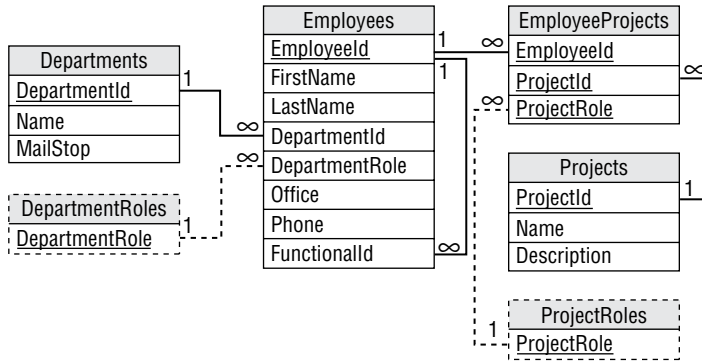 Departments
DepartmentId
Name
MailStop
DepartmentRoles
DepartmentRole
1
1
∞
∞
Employees
EmployeeId
FirstName
LastName
DepartmentId
DepartmentRole
Office
Phone
FunctionalId
1
1
∞
∞
∞
EmployeeProjects
EmployeeId
ProjectId
ProjectRole
∞
Projects
ProjectId
Name
Description
1
ProjectRoles
ProjectRole
1